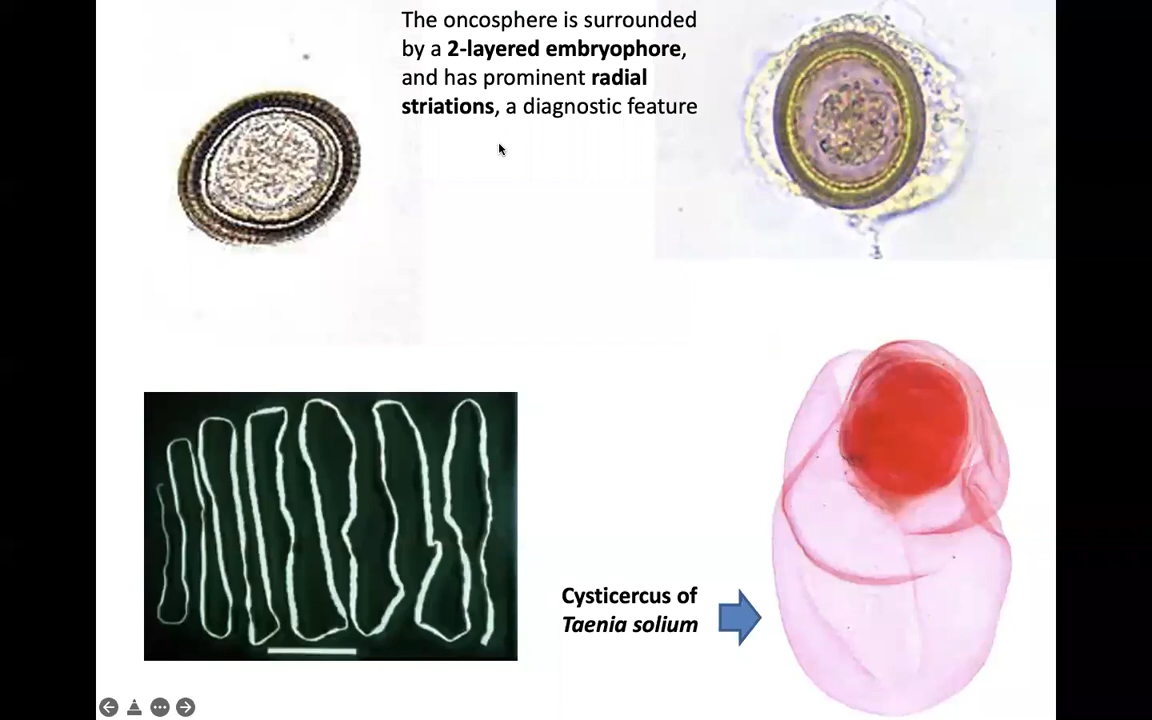 The oncosphere is surrounded
by a 2-layered embryophore,
and has prominent radial
striations, a diagnostic feature
Cysticercus of
Taenia solium